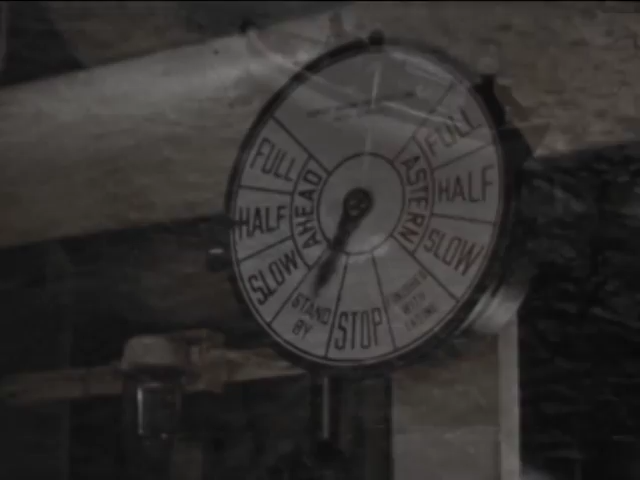 FULL
HALF
SLOW
AHEAD
STAND
BY
STOP
FINISHED
WITH
ENGINE
ASTERN
FULL
HALF
SLOW